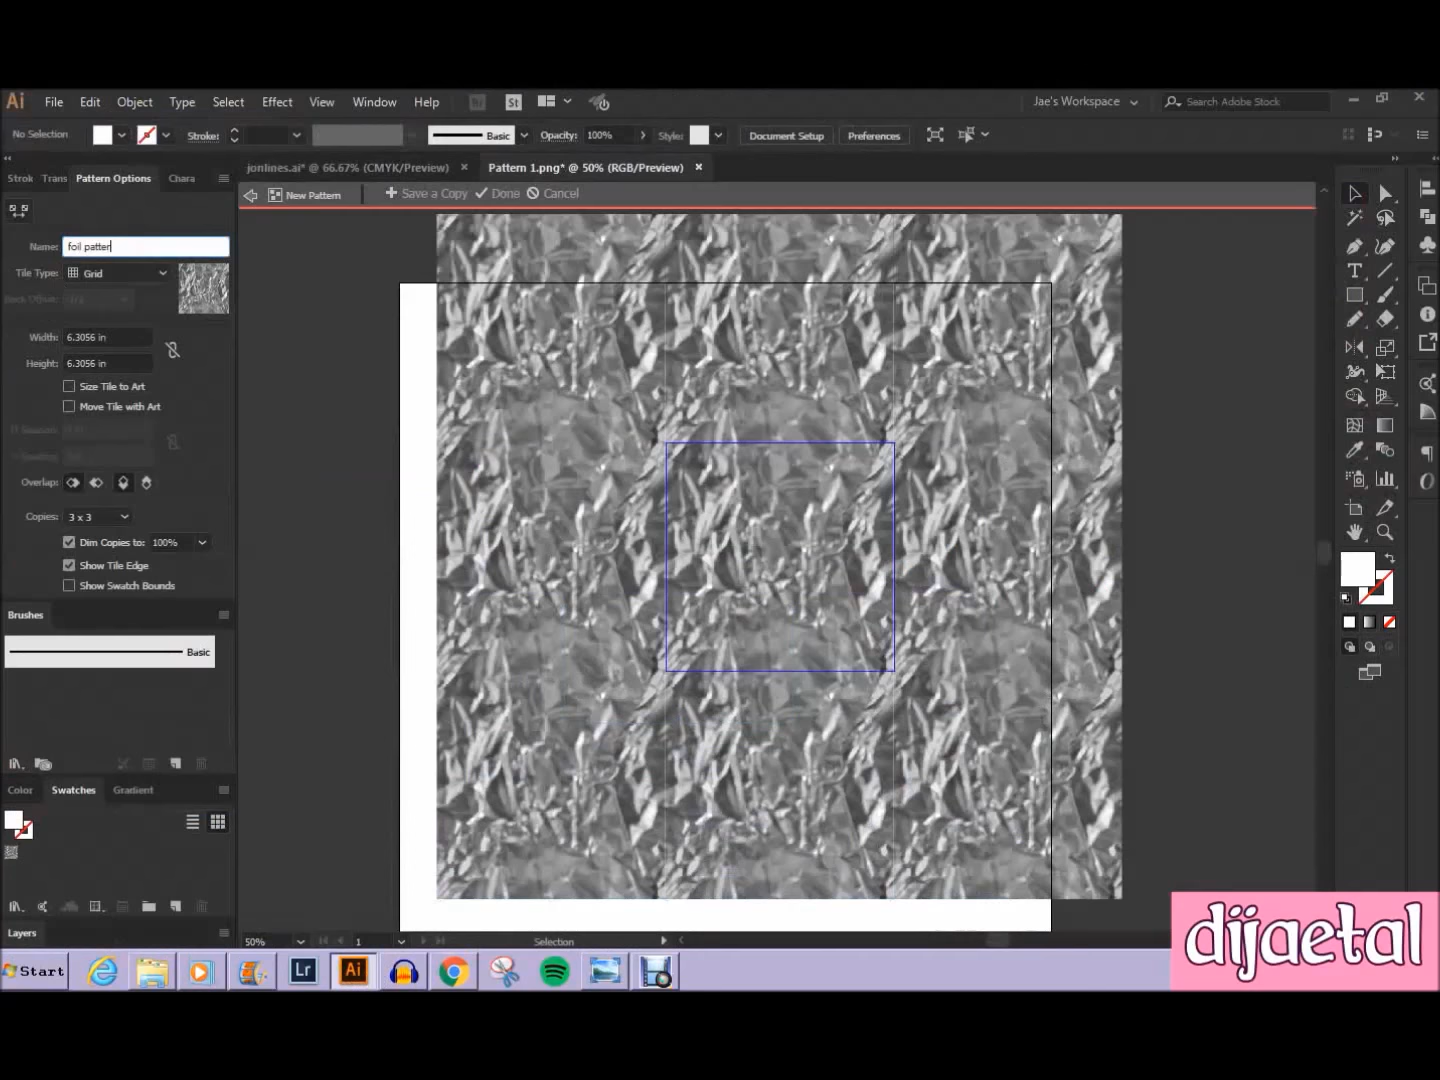 Ai File Edit Object Type Select Effect View Window Help Br St Jae's Workspace Search Adobe Stock
No Selection Stroke: Basic Opacity: 100% Style: Document Setup Preferences
Strok Trans Pattern Options Chara
jonlines.ai* @ 66.67% (CMYK/Preview) × Pattern 1.png* @ 50% (RGB/Preview) ×
New Pattern + Save a Copy Done Cancel
Name: foil patter
Tile Type: Grid
Brick Offset:
Width: 6.3056 in
Height: 6.3056 in
Size Tile to Art
Move Tile with Art
H Spacing:
V Spacing:
Overlap:
Copies: 3 x 3
Dim Copies to: 100%
Show Tile Edge
Show Swatch Bounds
Brushes
Basic
Color Swatches Gradient
Layers
50% 1 Selection
Start Lr Ai
dijaetal